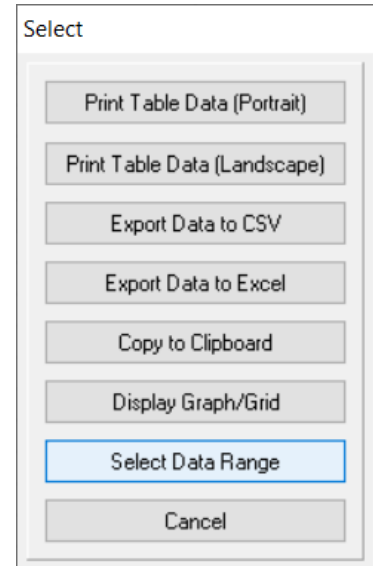 Select
Print Table Data (Portrait)
Print Table Data (Landscape)
Export Data to CSV
Export Data to Excel
Copy to Clipboard
Display Graph/Grid
Select Data Range
Cancel